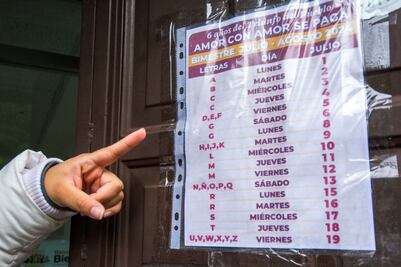 6 años del Triunfo del Pueblo
AMOR CON AMOR SE PAGA
BIMESTRE JULIO - AGOSTO 2024
LETRAS DÍA JULIO
A LUNES 1
B MARTES 2
C MIÉRCOLES 3
C JUEVES 4
D,E,F VIERNES 5
G SÁBADO 6
G LUNES 8
H,I,J,K MARTES 9
L MIÉRCOLES 10
M JUEVES 11
M VIERNES 12
N,Ñ,O,P,Q SÁBADO 13
R LUNES 15
R MARTES 16
S MIÉRCOLES 17
T JUEVES 18
U,V,W,X,Y,Z VIERNES 19